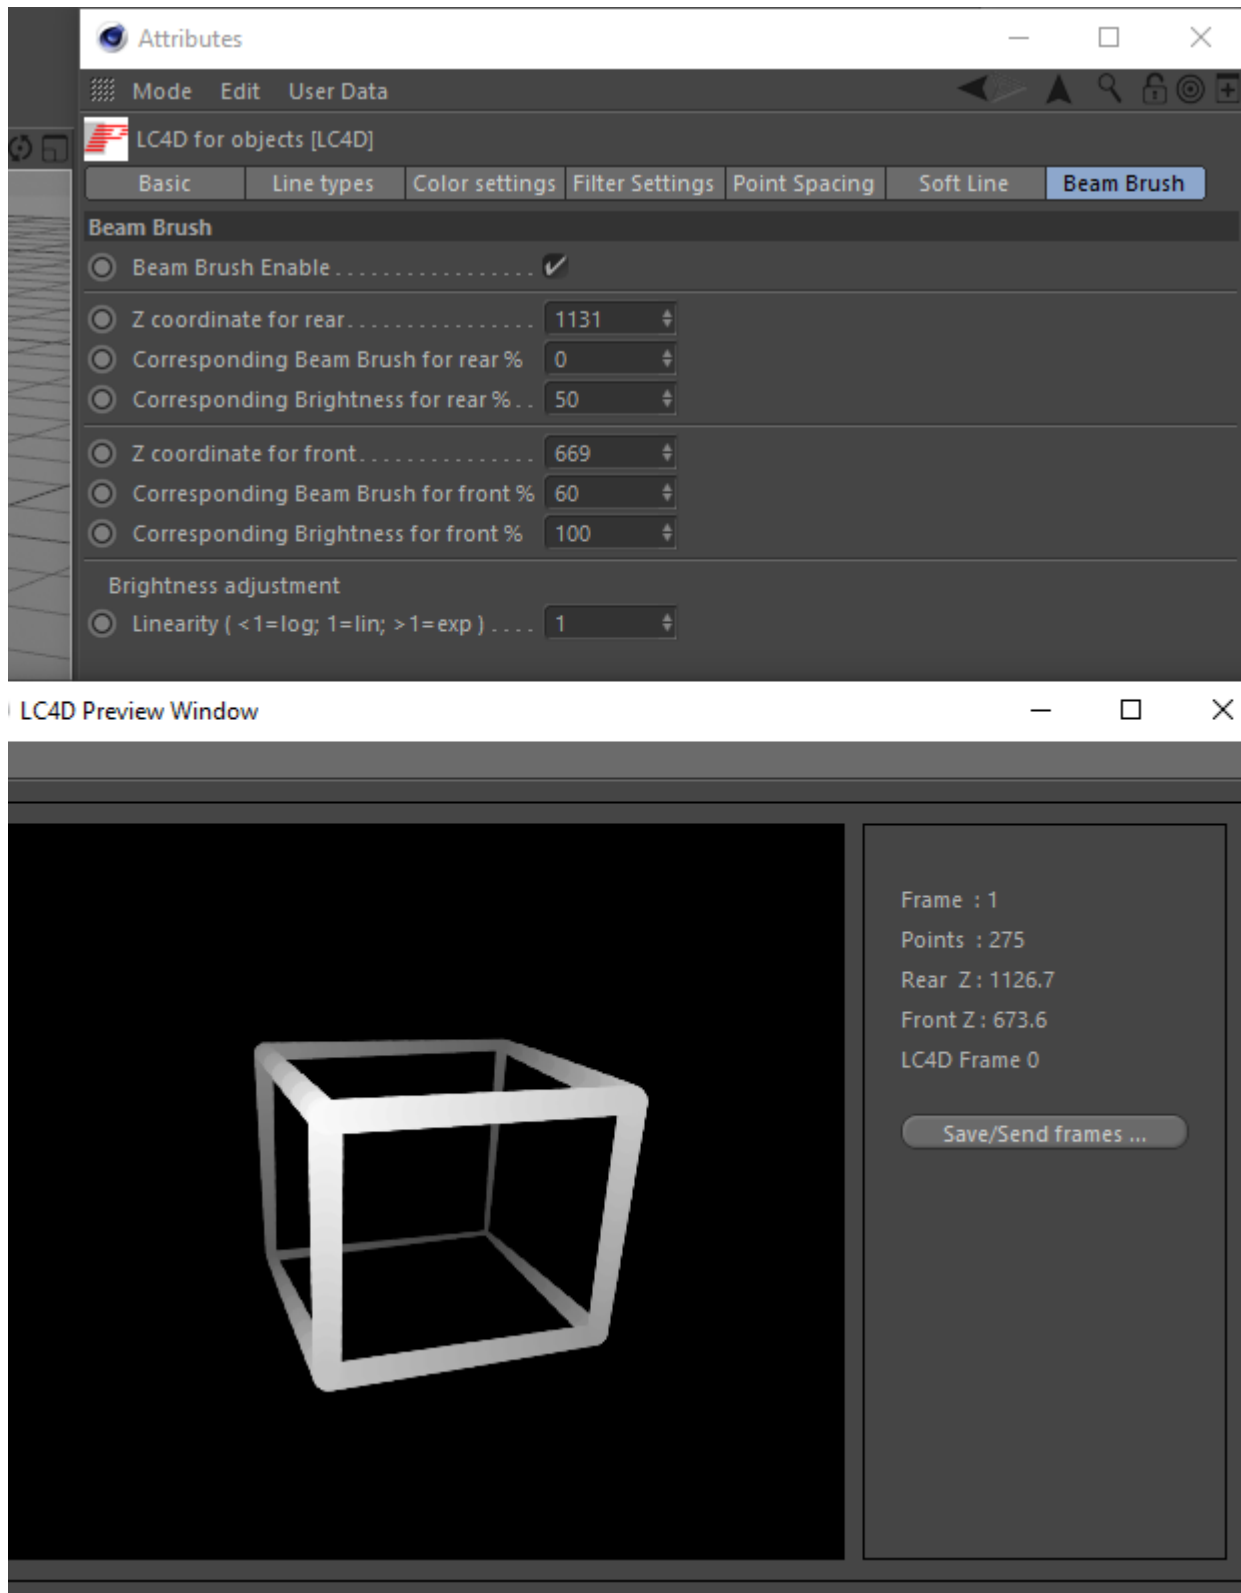 Attributes
Mode Edit User Data
LC4D for objects [LC4D]
Basic Line types Color settings Filter Settings Point Spacing Soft Line Beam Brush
Beam Brush
Beam Brush Enable . . . . . . . . . . . . . . . . .
Z coordinate for rear. . . . . . . . . . . . . . . . 1131
Corresponding Beam Brush for rear % 0
Corresponding Brightness for rear % . . 50
Z coordinate for front. . . . . . . . . . . . . . . 669
Corresponding Beam Brush for front % 60
Corresponding Brightness for front % 100
Brightness adjustment
Linearity ( <1=log; 1=lin; >1=exp ) . . . . 1
LC4D Preview Window
Frame : 1
Points : 275
Rear Z : 1126.7
Front Z : 673.6
LC4D Frame 0
Save/Send frames ...